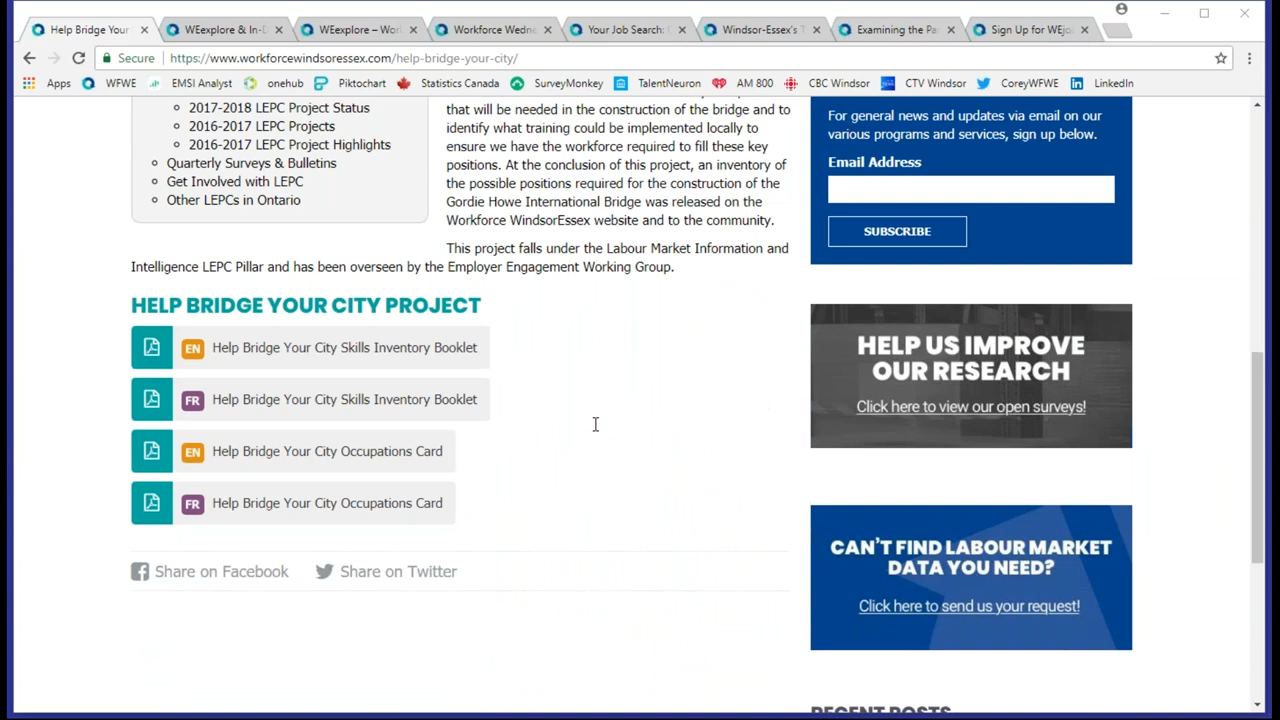 Help Bridge Your
WEexplore & In-D
WEexplore – Worl
Workforce Wedne
Your Job Search:
Windsor-Essex's T
Examining the Pa
Sign Up for WEjo
Secure
https://www.workforcewindsoressex.com/help-bridge-your-city/
Apps
WFWE
EMSI Analyst
onehub
Piktochart
Statistics Canada
SurveyMonkey
TalentNeuron
AM 800
CBC Windsor
CTV Windsor
CoreyWFWE
LinkedIn
2017-2018 LEPC Project Status
2016-2017 LEPC Projects
2016-2017 LEPC Project Highlights
Quarterly Surveys & Bulletins
Get Involved with LEPC
Other LEPCs in Ontario
that will be needed in the construction of the bridge and to
identify what training could be implemented locally to
ensure we have the workforce required to fill these key
positions. At the conclusion of this project, an inventory of
the possible positions required for the construction of the
Gordie Howe International Bridge was released on the
Workforce WindsorEssex website and to the community.
This project falls under the Labour Market Information and
Intelligence LEPC Pillar and has been overseen by the Employer Engagement Working Group.
HELP BRIDGE YOUR CITY PROJECT
EN Help Bridge Your City Skills Inventory Booklet
FR Help Bridge Your City Skills Inventory Booklet
EN Help Bridge Your City Occupations Card
FR Help Bridge Your City Occupations Card
Share on Facebook
Share on Twitter
For general news and updates via email on our
various programs and services, sign up below.
Email Address
SUBSCRIBE
HELP US IMPROVE
OUR RESEARCH
Click here to view our open surveys!
CAN'T FIND LABOUR MARKET
DATA YOU NEED?
Click here to send us your request!
RECENT POSTS